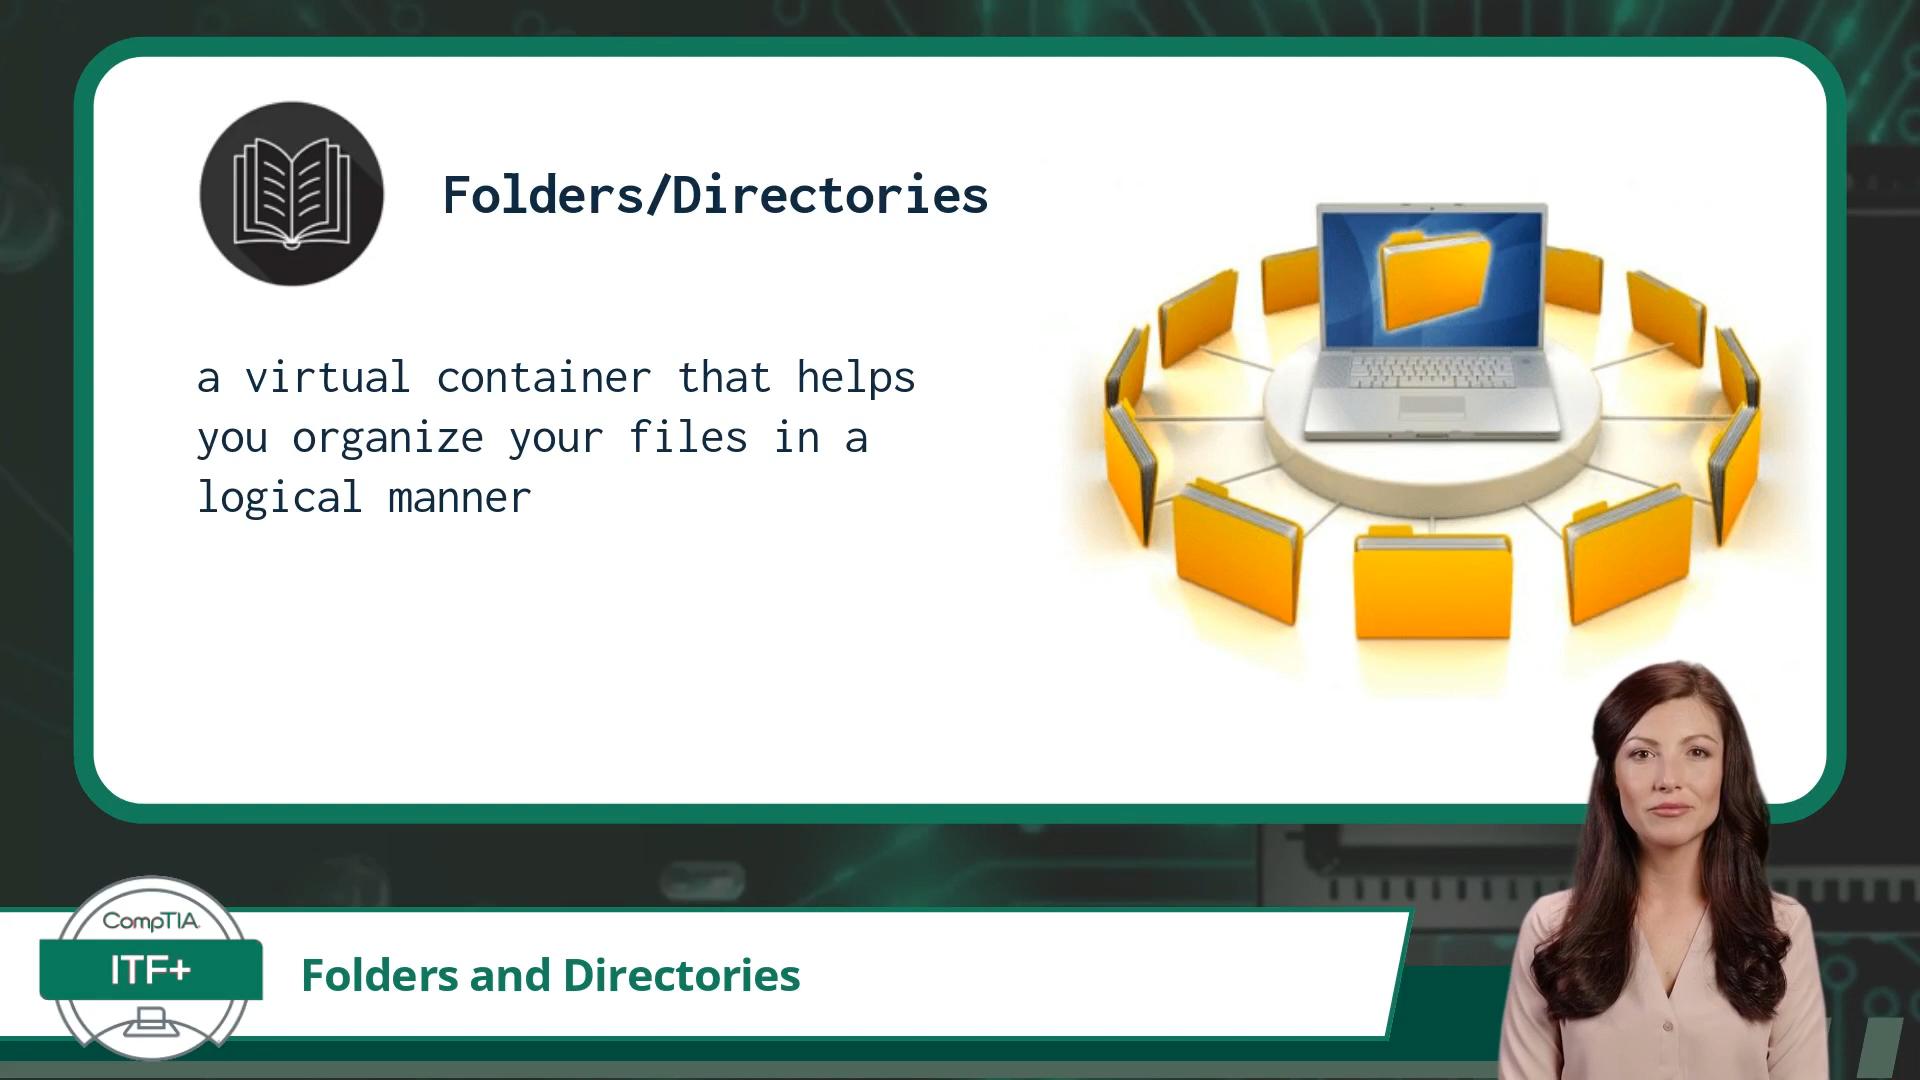 Folders/Directories
a virtual container that helps
you organize your files in a
logical manner
CompTIA
ITF+
Folders and Directories